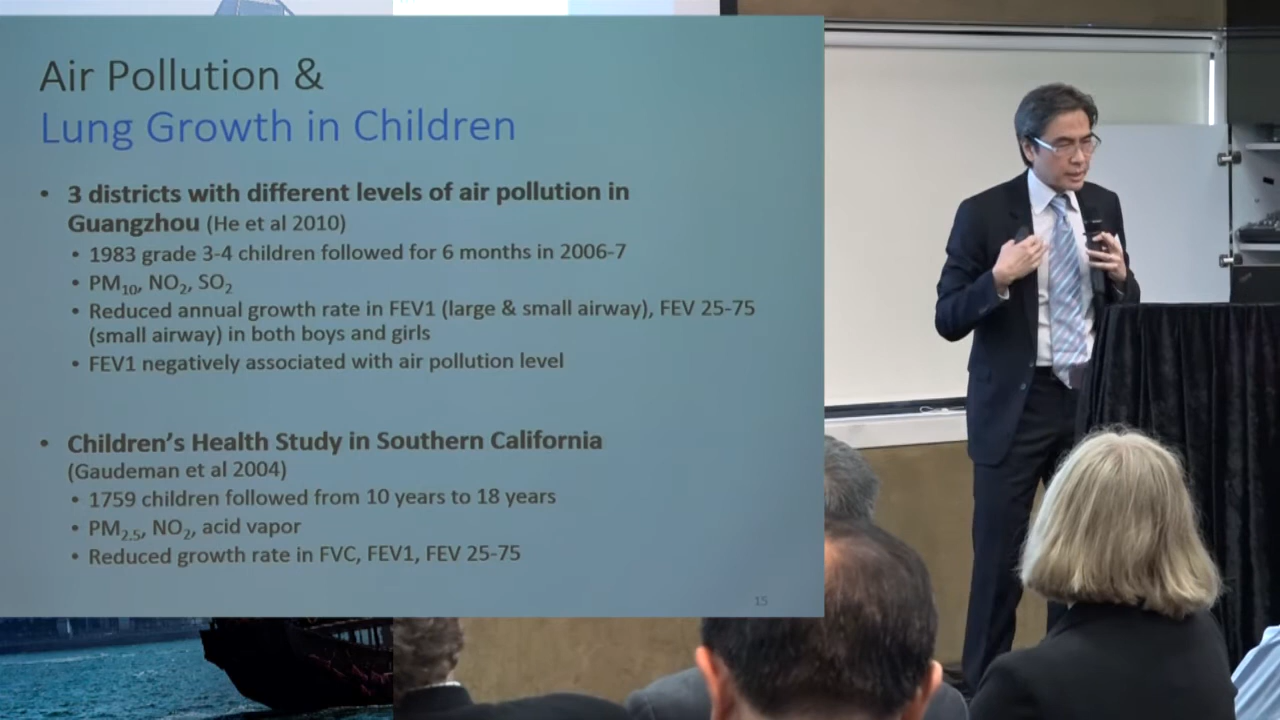 Air Pollution &
Lung Growth in Children
• 3 districts with different levels of air pollution in
Guangzhou (He et al 2010)
• 1983 grade 3-4 children followed for 6 months in 2006-7
• PM₁₀, NO₂, SO₂
• Reduced annual growth rate in FEV1 (large & small airway), FEV 25-75
(small airway) in both boys and girls
• FEV1 negatively associated with air pollution level
• Children's Health Study in Southern California
(Gaudeman et al 2004)
• 1759 children followed from 10 years to 18 years
• PM₂.₅, NO₂, acid vapor
• Reduced growth rate in FVC, FEV1, FEV 25-75
15